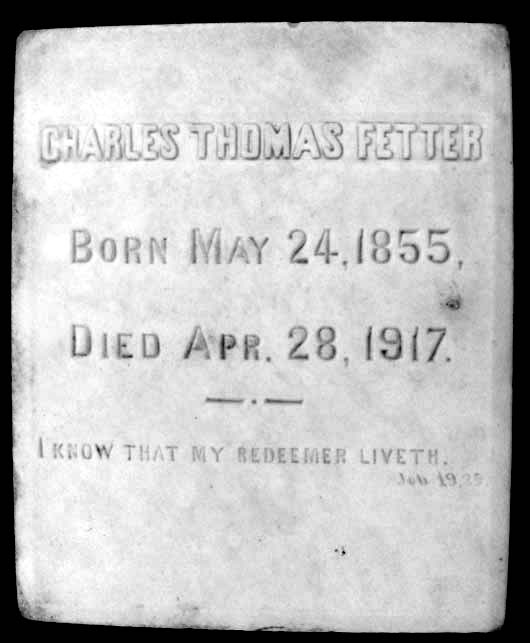 CHARLES THOMAS FETTER
BORN MAY 24, 1855,
DIED APR. 28, 1917.
I KNOW THAT MY REDEEMER LIVETH.
Job 19,25